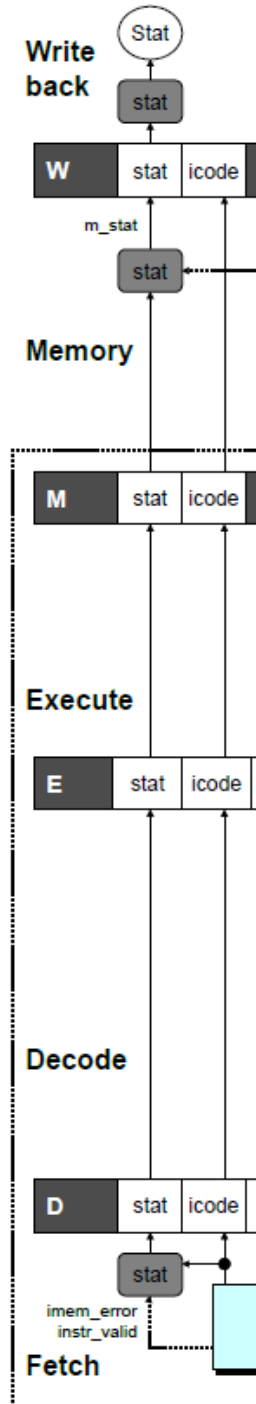 Stat
Write
back
stat
W stat icode
m_stat
stat
Memory
M stat icode
Execute
E stat icode
Decode
D stat icode
stat
imem_error
instr_valid
Fetch